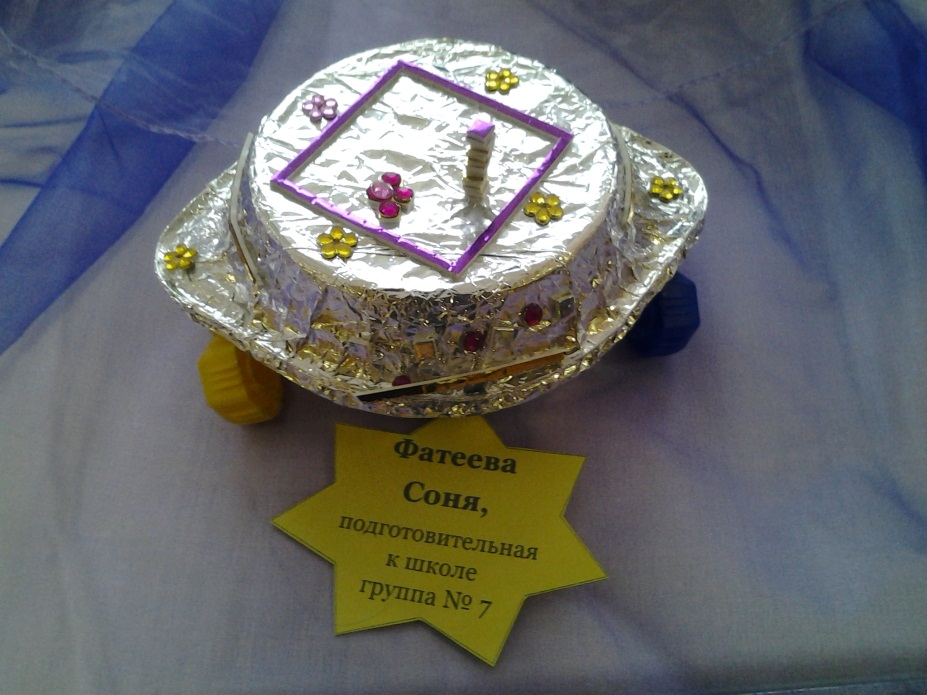 Фатеева
Соня,
подготовительная
к школе
группа № 7